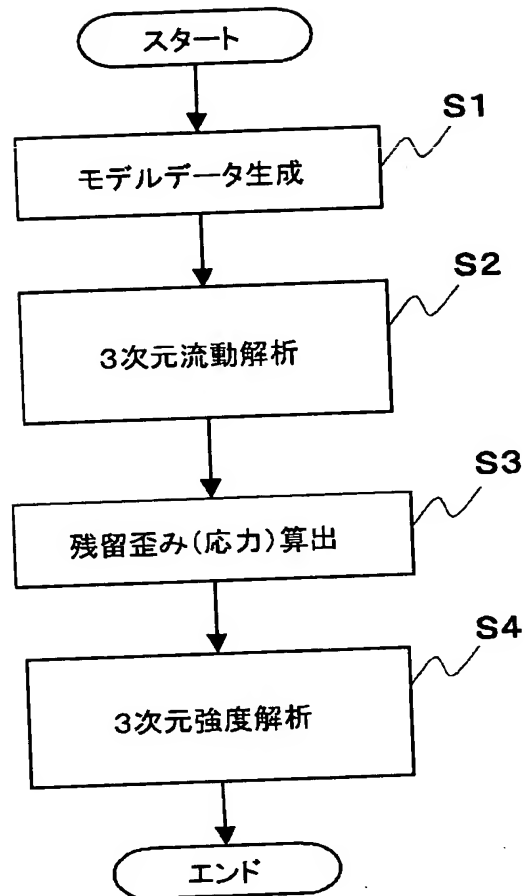 スタート
S1
モデルデータ生成
S2
3次元流動解析
S3
残留歪み(応力)算出
S4
3次元強度解析
エンド